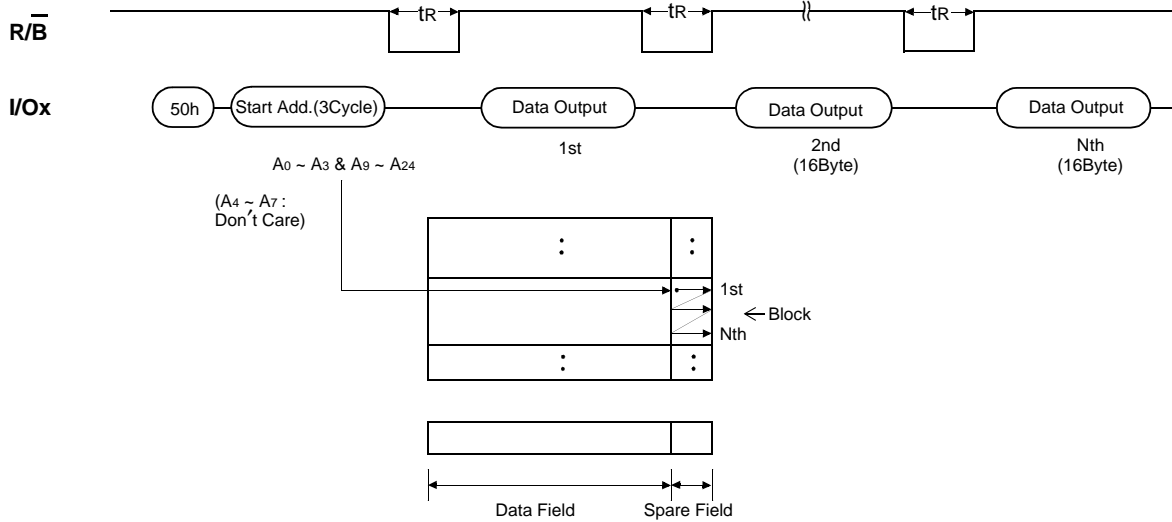 R/B̅
tR tR tR
I/Ox
50h Start Add.(3Cycle) Data Output Data Output Data Output
1st 2nd Nth
(16Byte) (16Byte)
A0 ~ A3 & A9 ~ A24
(A4 ~ A7 :
Don't Care)
1st
Block
Nth
Data Field Spare Field